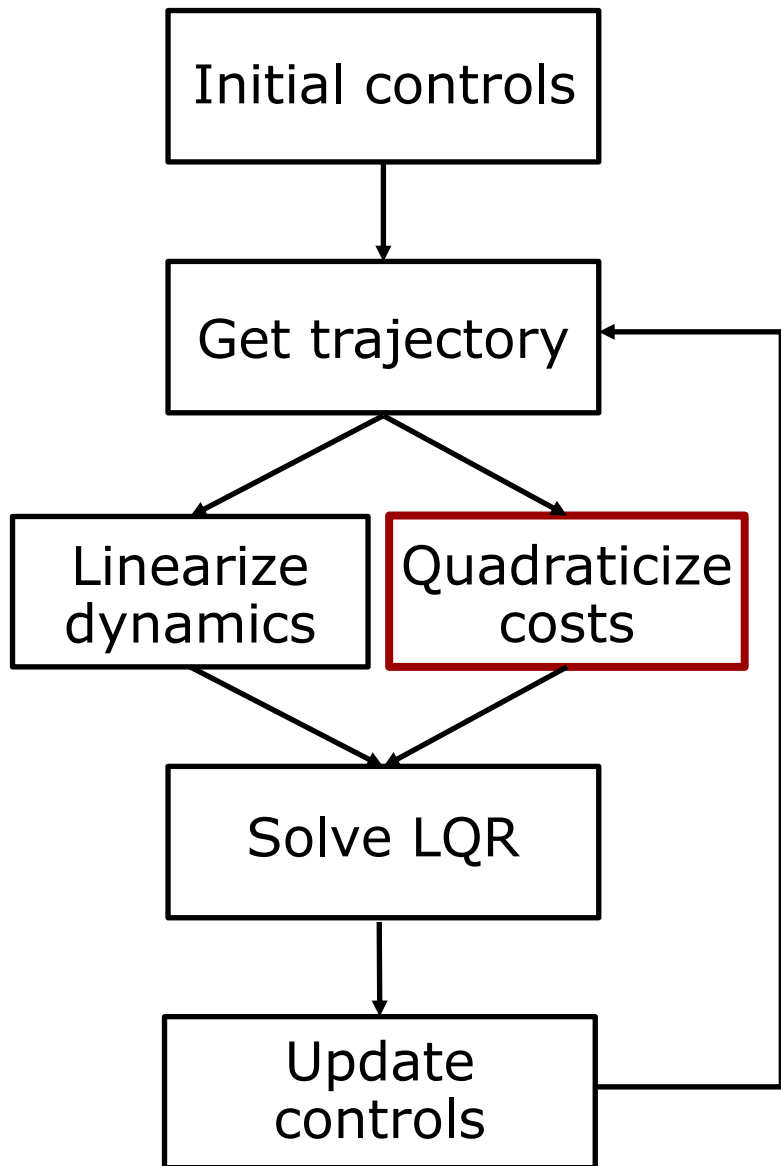 Initial controls
Get trajectory
Linearize
dynamics
Quadraticize
costs
Solve LQR
Update
controls